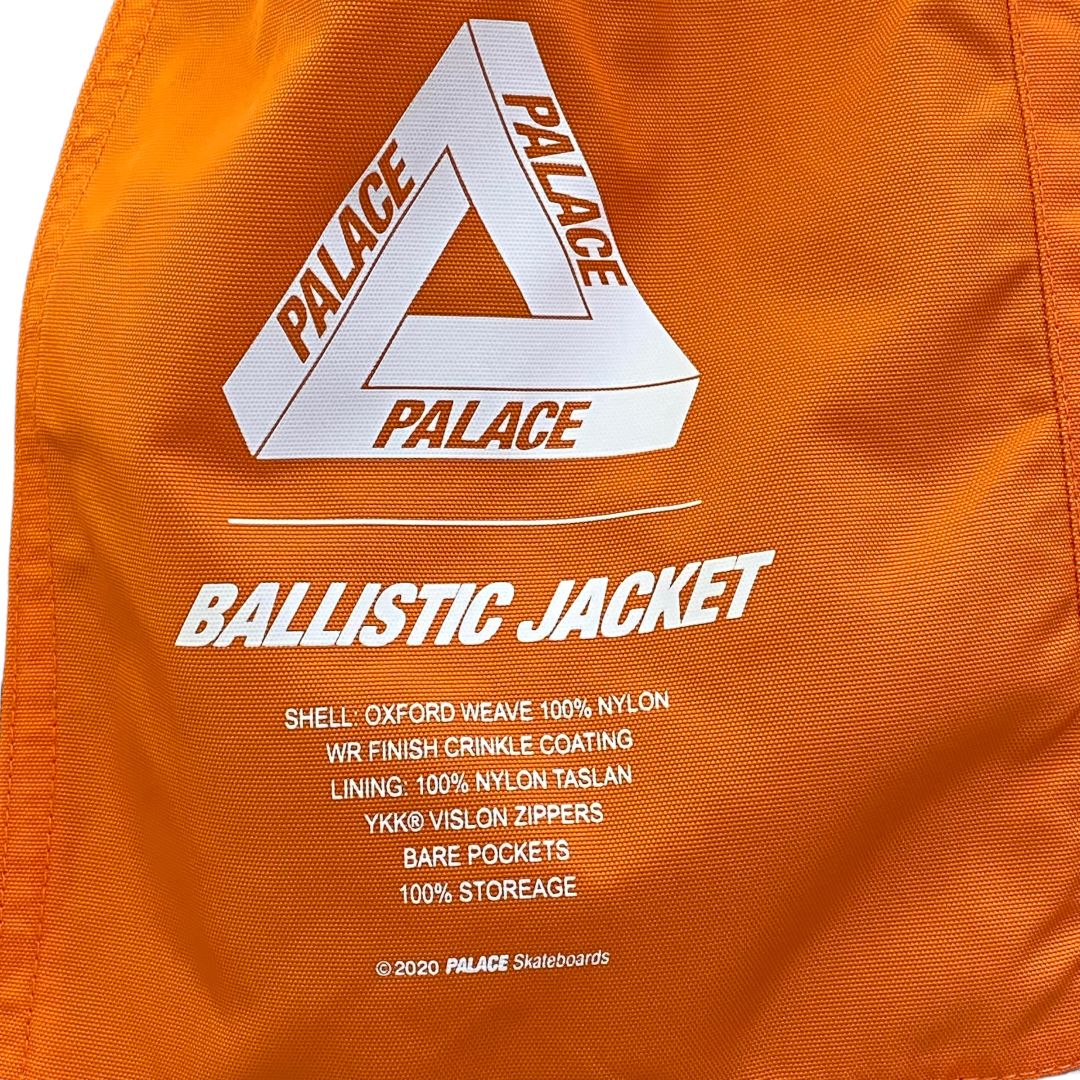 PALACE
PALACE
PALACE
BALLISTIC JACKET
SHELL: OXFORD WEAVE 100% NYLON
WR FINISH CRINKLE COATING
LINING: 100% NYLON TASLAN
YKK® VISLON ZIPPERS
BARE POCKETS
100% STOREAGE
© 2020 PALACE Skateboards